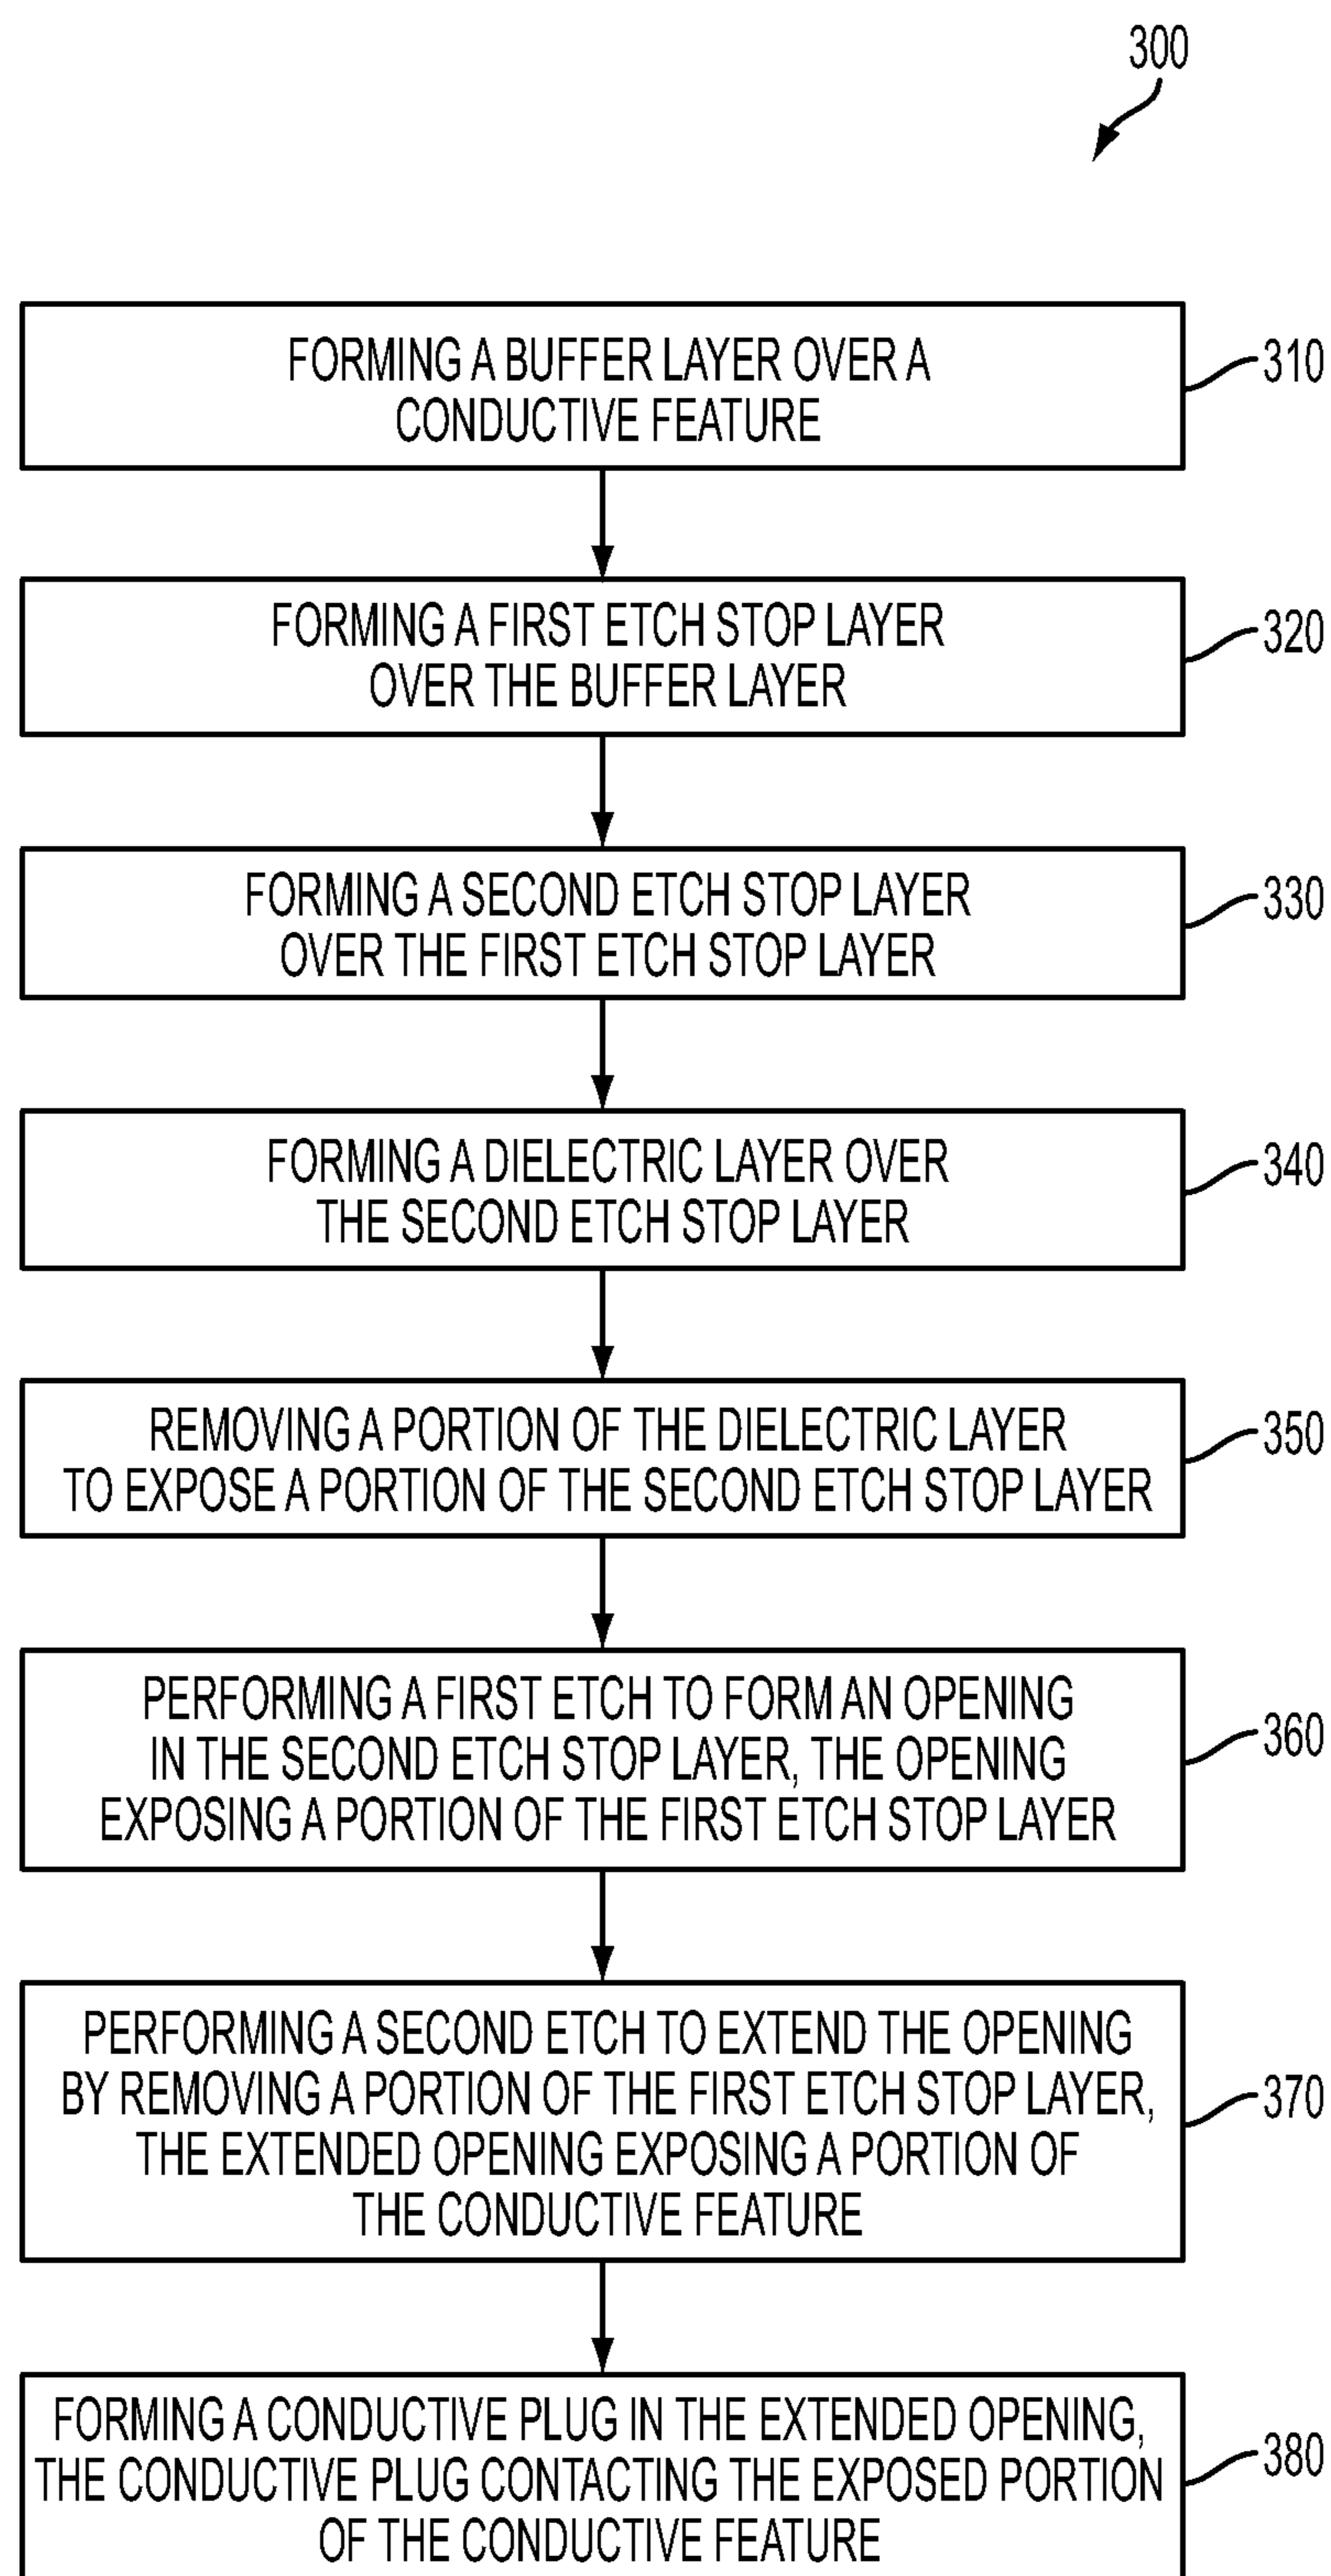 300
FORMING A BUFFER LAYER OVER A
CONDUCTIVE FEATURE
310
FORMING A FIRST ETCH STOP LAYER
OVER THE BUFFER LAYER
320
FORMING A SECOND ETCH STOP LAYER
OVER THE FIRST ETCH STOP LAYER
330
FORMING A DIELECTRIC LAYER OVER
THE SECOND ETCH STOP LAYER
340
REMOVING A PORTION OF THE DIELECTRIC LAYER
TO EXPOSE A PORTION OF THE SECOND ETCH STOP LAYER
350
PERFORMING A FIRST ETCH TO FORM AN OPENING
IN THE SECOND ETCH STOP LAYER, THE OPENING
EXPOSING A PORTION OF THE FIRST ETCH STOP LAYER
360
PERFORMING A SECOND ETCH TO EXTEND THE OPENING
BY REMOVING A PORTION OF THE FIRST ETCH STOP LAYER,
THE EXTENDED OPENING EXPOSING A PORTION OF
THE CONDUCTIVE FEATURE
370
FORMING A CONDUCTIVE PLUG IN THE EXTENDED OPENING,
THE CONDUCTIVE PLUG CONTACTING THE EXPOSED PORTION
OF THE CONDUCTIVE FEATURE
380